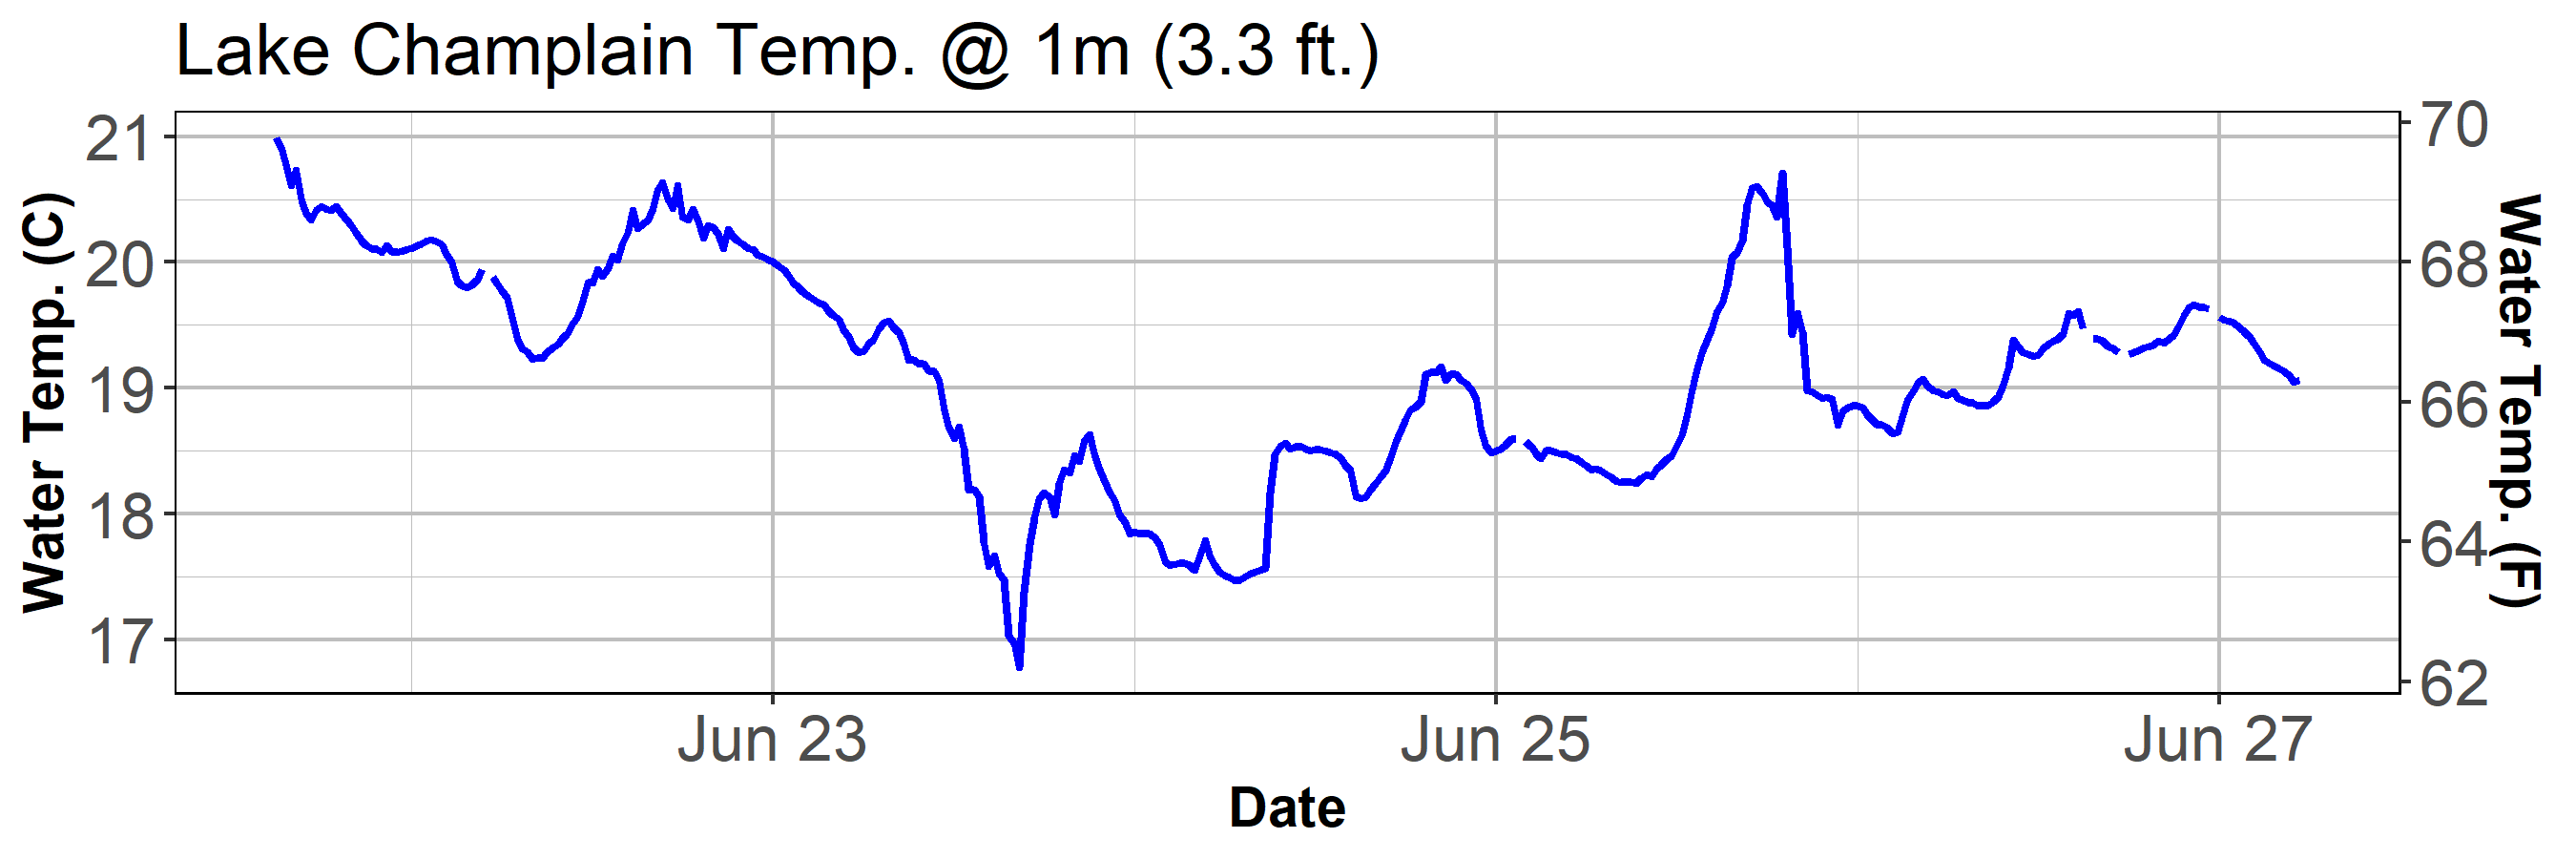 Lake Champlain Temp. @ 1m (3.3 ft.)
Water Temp. (C)
21
20
19
18
17
70
68
66
64
62
Water Temp. (F)
Jun 23
Jun 25
Jun 27
Date